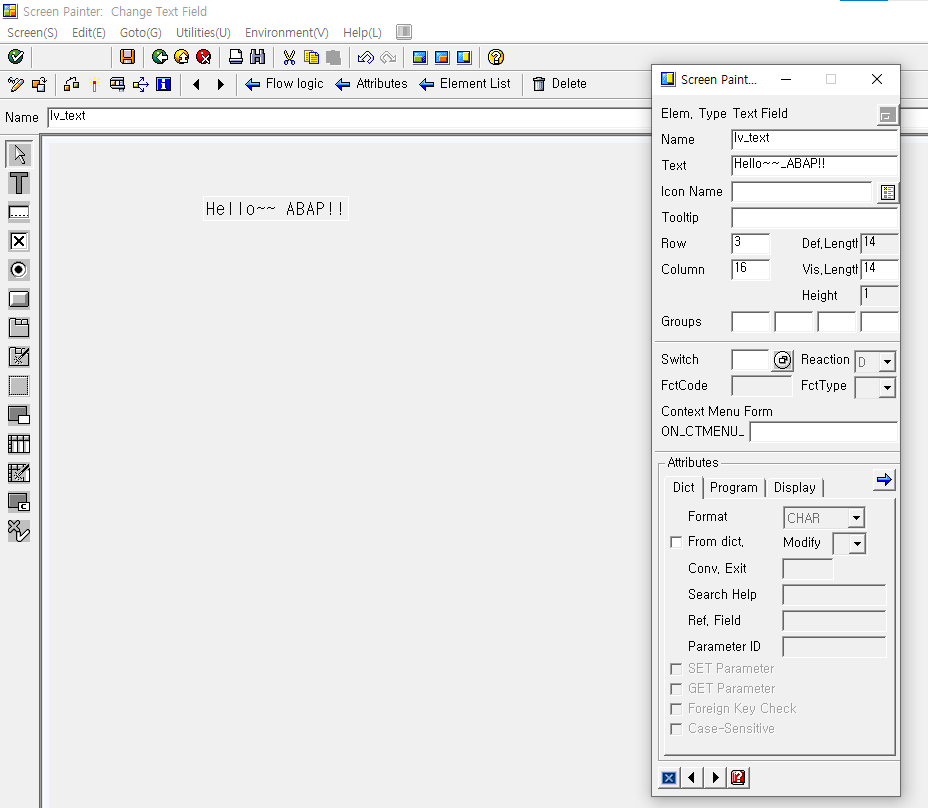 Screen Painter: Change Text Field
Screen(S) Edit(E) Goto(G) Utilities(U) Environment(V) Help(L)
Flow logic Attributes Element List Delete
Name lv_text
Hello~~ ABAP!!
Screen Paint...
Elem. Type Text Field
Name lv_text
Text Hello~~_ABAP!!
Icon Name
Tooltip
Row 3 Def.Length 14
Column 16 Vis.Length 14
Height 1
Groups
Switch Reaction D
FctCode FctType
Context Menu Form
ON_CTMENU_
Attributes
Dict Program Display
Format CHAR
From dict. Modify
Conv. Exit
Search Help
Ref. Field
Parameter ID
SET Parameter
GET Parameter
Foreign Key Check
Case-Sensitive